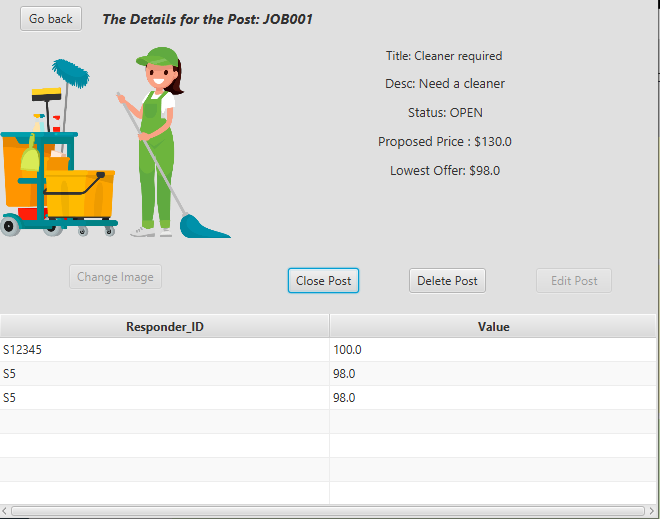 Go back
The Details for the Post: JOB001
Title: Cleaner required
Desc: Need a cleaner
Status: OPEN
Proposed Price : $130.0
Lowest Offer: $98.0
Change Image
Close Post
Delete Post
Edit Post
Responder_ID Value
S12345 100.0
S5 98.0
S5 98.0